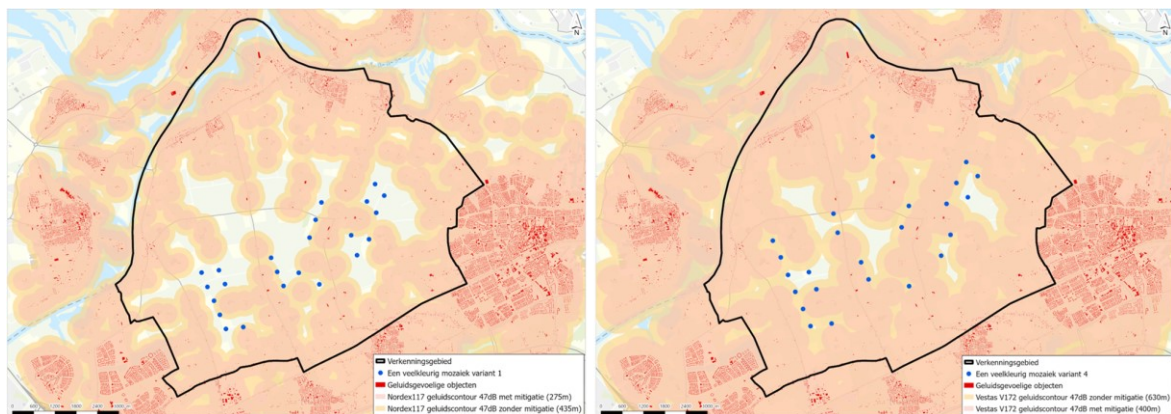 N
Verkenningsgebied
Een veelkleurig mozaiek variant 1
Geluidsgevoelige objecten
Nordex117 geluidscontour 47dB met mitigatie (275m)
Nordex117 geluidscontour 47dB zonder mitigatie (435m)
N
Verkenningsgebied
Een veelkleurig mozaiek variant 4
Geluidsgevoelige objecten
Vestas V172 geluidscontour 47dB zonder mitigatie (630m)
Vestas V172 geluidscontour 47dB met mitigatie (400m)